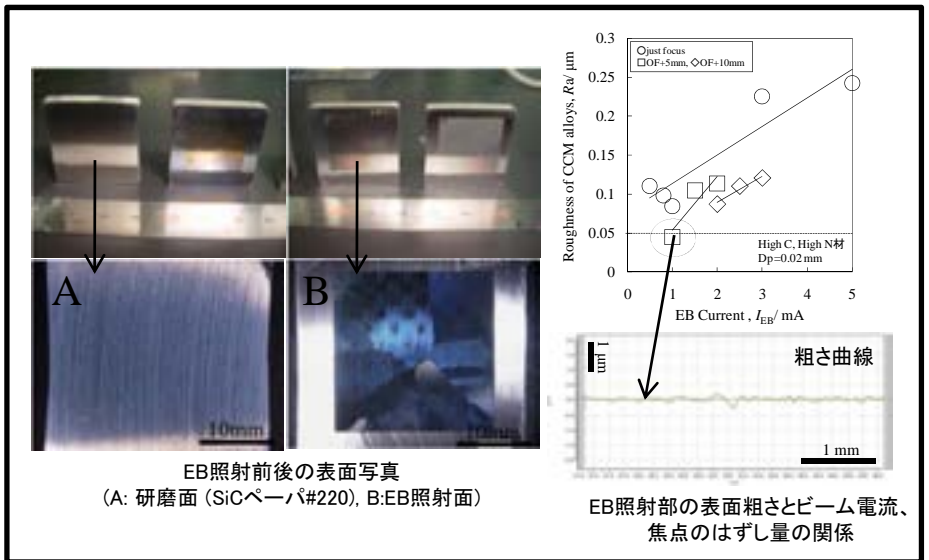 A
10mm
B
10mm
EB照射前後の表面写真
(A: 研磨面 (SiCペーパ#220), B:EB照射面)
Roughness of CCM alloys, Ra/ μm
0.3
0.25
0.2
0.15
0.1
0.05
0
just focus
OF+5mm, OF+10mm
High C, High N材
Dp=0.02 mm
0 1 2 3 4 5
EB Current , IEB/ mA
1 μm
粗さ曲線
1 mm
EB照射部の表面粗さとビーム電流、
焦点のはずし量の関係